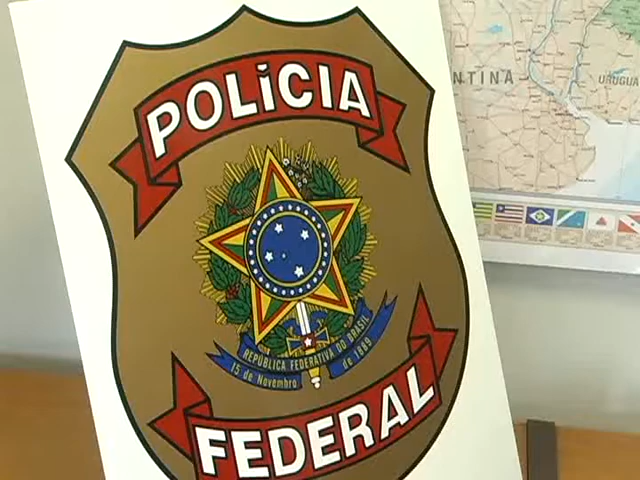 POLÍCIA
REPÚBLICA FEDERATIVA DO BRASIL
15 de Novembro
de 1889
FEDERAL
NTINA
URUGUA